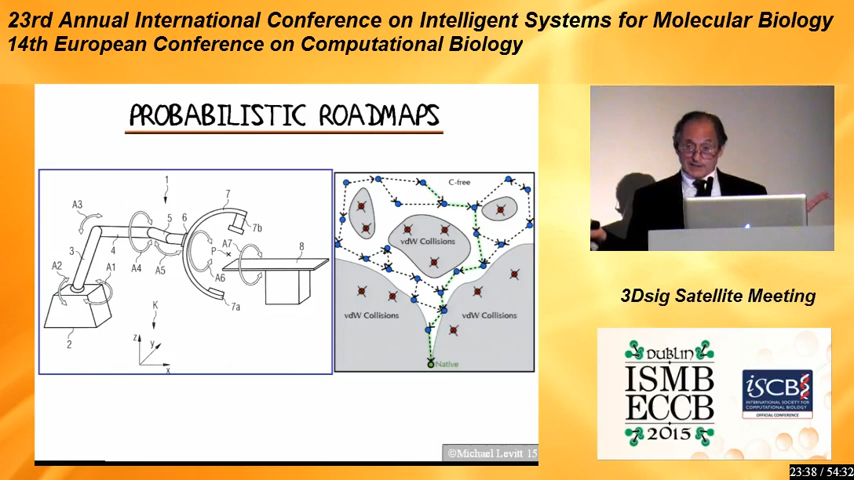 23rd Annual International Conference on Intelligent Systems for Molecular Biology
14th European Conference on Computational Biology
PROBABILISTIC ROADMAPS
1
7
A3
5
6
7b
3
4
A4
A5
P
A7
8
A2
A1
A6
7a
K
2
z
y
x
C-free
vdW Collisions
vdW Collisions
vdW Collisions
Native
©Michael Levitt 15
3Dsig Satellite Meeting
DUBLIN
ISMB
ECCB
2015
iSCB
INTERNATIONAL SOCIETY FOR
COMPUTATIONAL BIOLOGY
OFFICIAL CONFERENCE
23:38 / 54:32